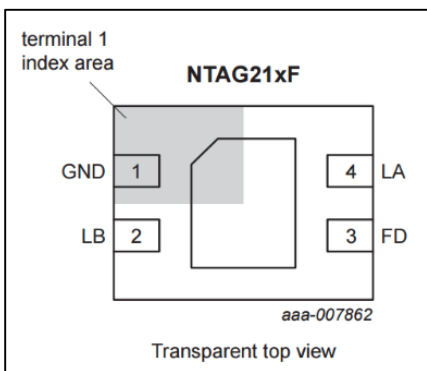 terminal 1
index area
NTAG21xF
GND 1 4 LA
LB 2 3 FD
aaa-007862
Transparent top view